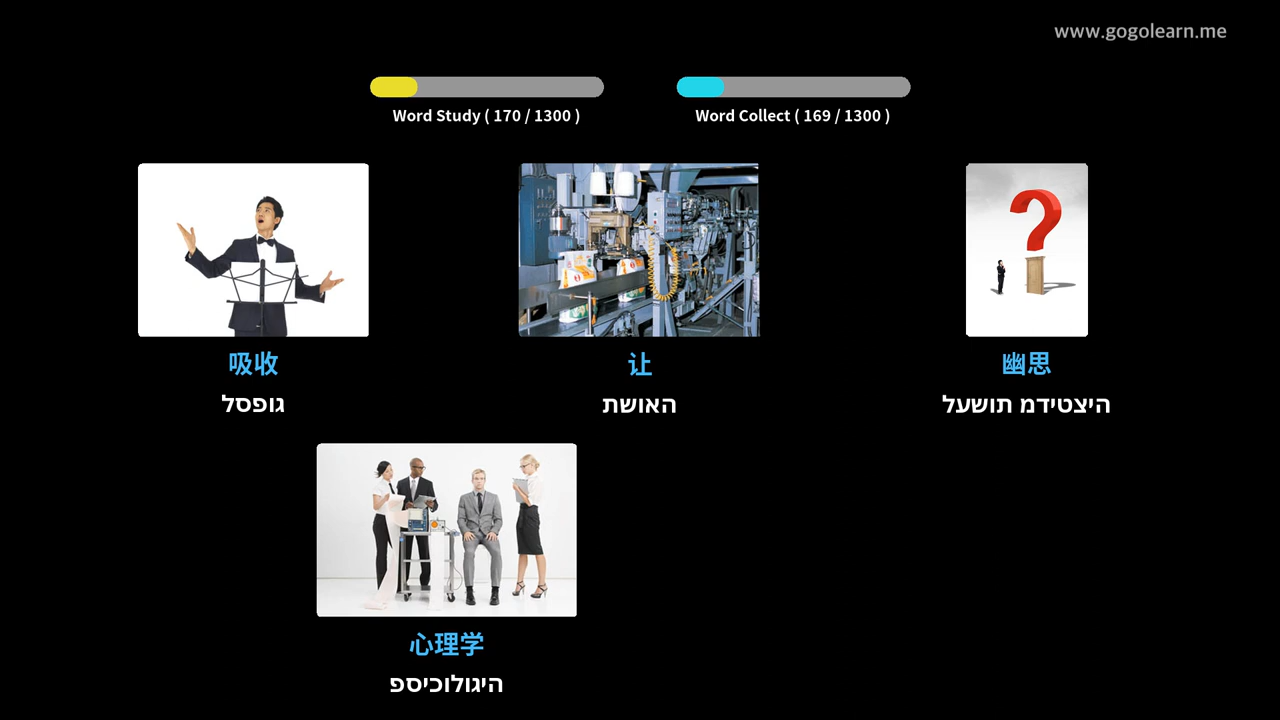 www.gogolearn.me
Word Study ( 170 / 1300 )
Word Collect ( 169 / 1300 )
吸收
גופסל
让
האושת
幽思
היצטידמ תושעל
心理学
היגולוכיספ